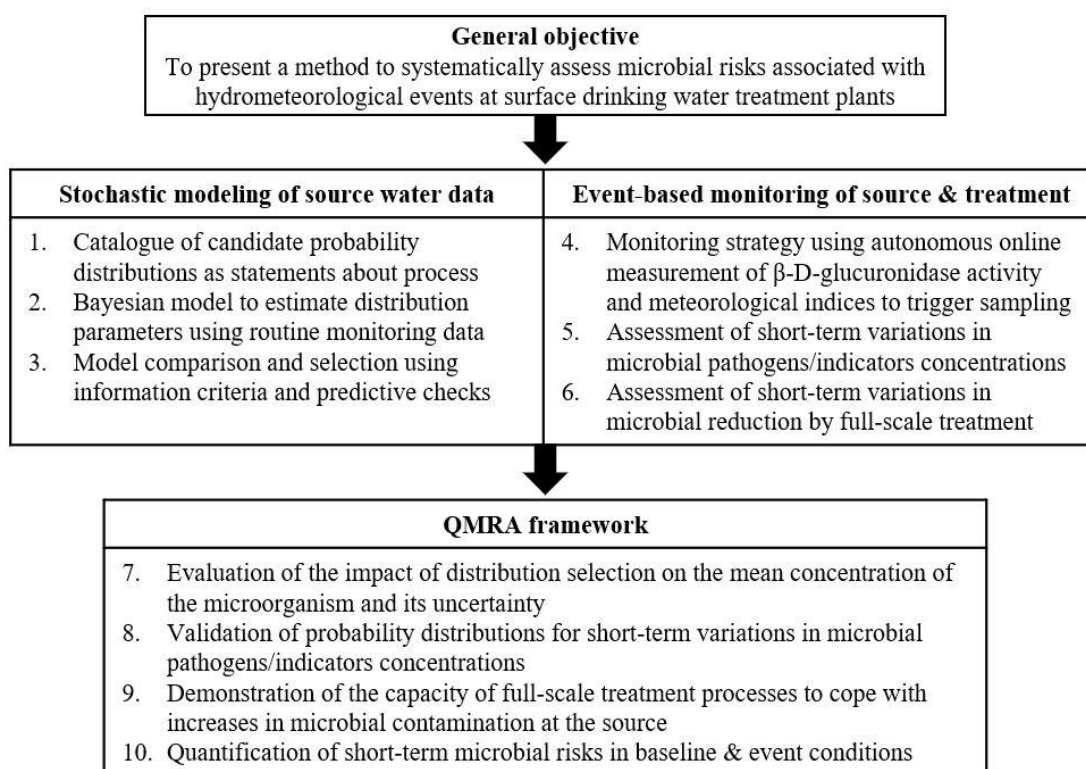 General objective
To present a method to systematically assess microbial risks associated with
hydrometeorological events at surface drinking water treatment plants
Stochastic modeling of source water data
1. Catalogue of candidate probability
distributions as statements about process
2. Bayesian model to estimate distribution
parameters using routine monitoring data
3. Model comparison and selection using
information criteria and predictive checks
Event-based monitoring of source & treatment
4. Monitoring strategy using autonomous online
measurement of β-D-glucuronidase activity
and meteorological indices to trigger sampling
5. Assessment of short-term variations in
microbial pathogens/indicators concentrations
6. Assessment of short-term variations in
microbial reduction by full-scale treatment
QMRA framework
7. Evaluation of the impact of distribution selection on the mean concentration of
the microorganism and its uncertainty
8. Validation of probability distributions for short-term variations in microbial
pathogens/indicators concentrations
9. Demonstration of the capacity of full-scale treatment processes to cope with
increases in microbial contamination at the source
10. Quantification of short-term microbial risks in baseline & event conditions